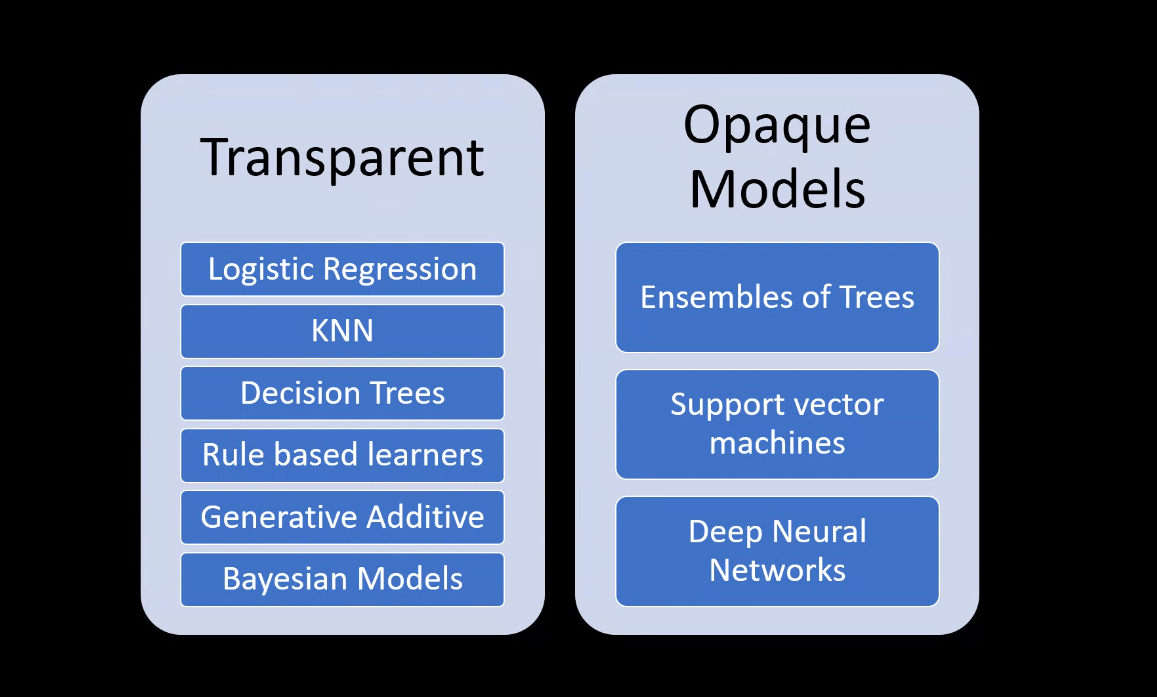 Transparent
Logistic Regression
KNN
Decision Trees
Rule based learners
Generative Additive
Bayesian Models
Opaque
Models
Ensembles of Trees
Support vector
machines
Deep Neural
Networks